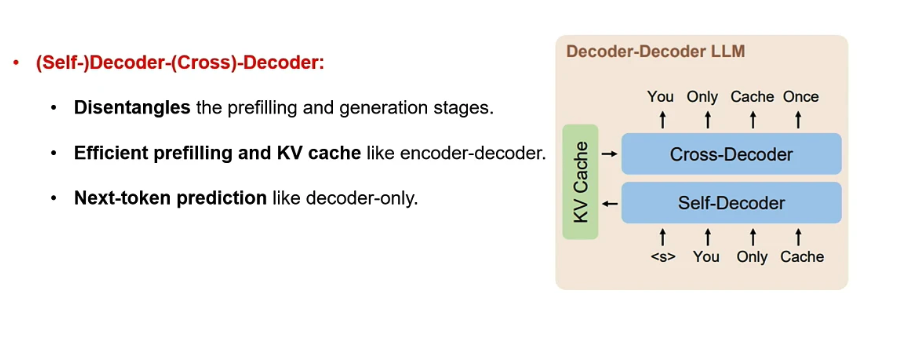 • (Self-)Decoder-(Cross)-Decoder:
• Disentangles the prefilling and generation stages.
• Efficient prefilling and KV cache like encoder-decoder.
• Next-token prediction like decoder-only.
Decoder-Decoder LLM
You Only Cache Once
KV Cache
Cross-Decoder
Self-Decoder
<s> You Only Cache